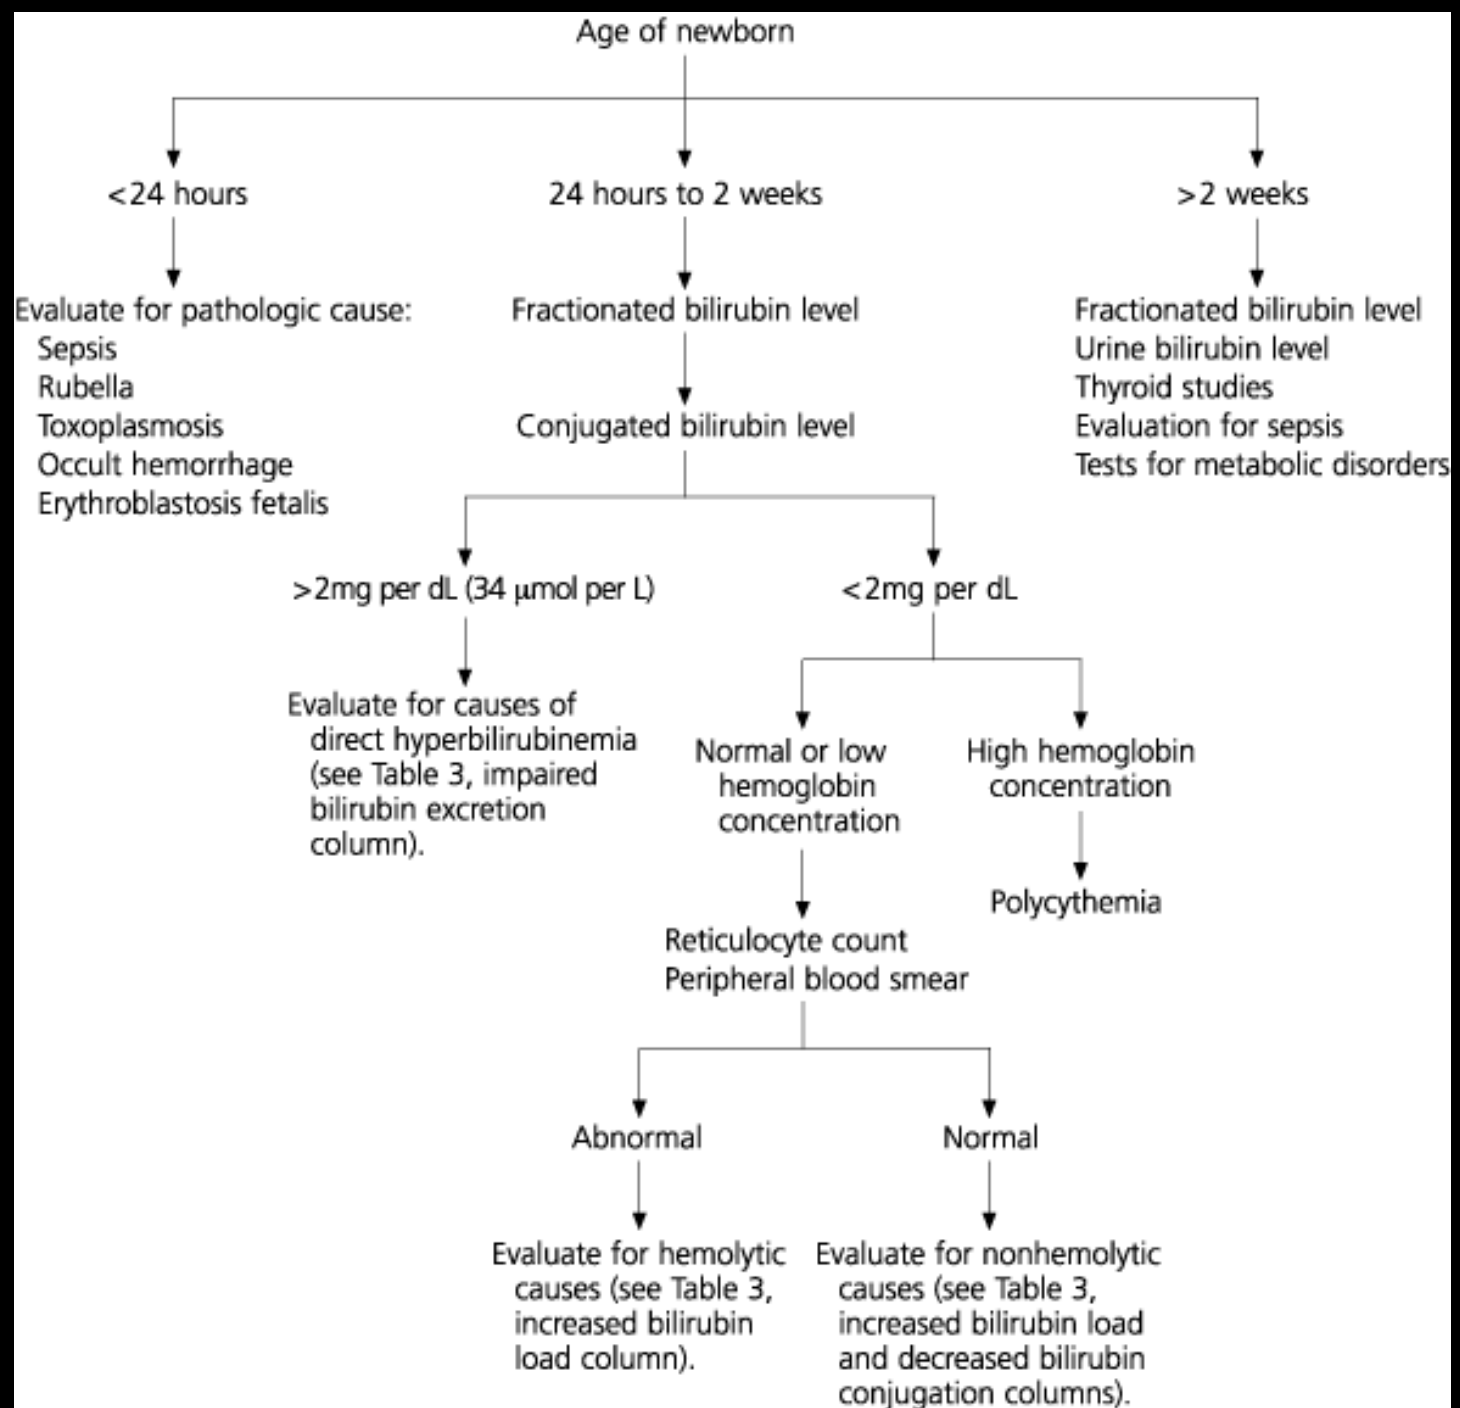 Age of newborn
<24 hours
24 hours to 2 weeks
>2 weeks
Evaluate for pathologic cause:
Sepsis
Rubella
Toxoplasmosis
Occult hemorrhage
Erythroblastosis fetalis
Fractionated bilirubin level
Conjugated bilirubin level
Fractionated bilirubin level
Urine bilirubin level
Thyroid studies
Evaluation for sepsis
Tests for metabolic disorders
>2mg per dL (34 μmol per L)
<2mg per dL
Evaluate for causes of
direct hyperbilirubinemia
(see Table 3, impaired
bilirubin excretion
column).
Normal or low
hemoglobin
concentration
High hemoglobin
concentration
Polycythemia
Reticulocyte count
Peripheral blood smear
Abnormal
Normal
Evaluate for hemolytic
causes (see Table 3,
increased bilirubin
load column).
Evaluate for nonhemolytic
causes (see Table 3,
increased bilirubin load
and decreased bilirubin
conjugation columns).